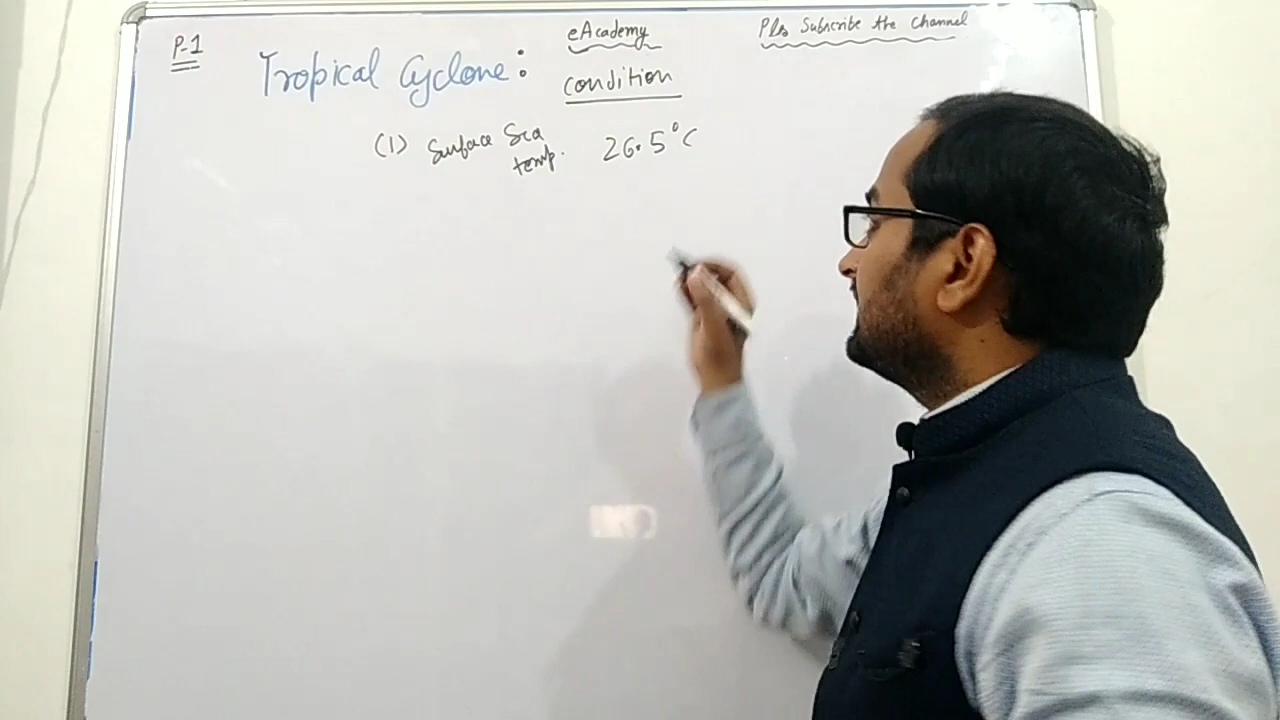 P-1
eAcademy
Pls Subscribe the Channel
Tropical Cyclone:
condition
(1) Surface Sea temp. 26.5°C